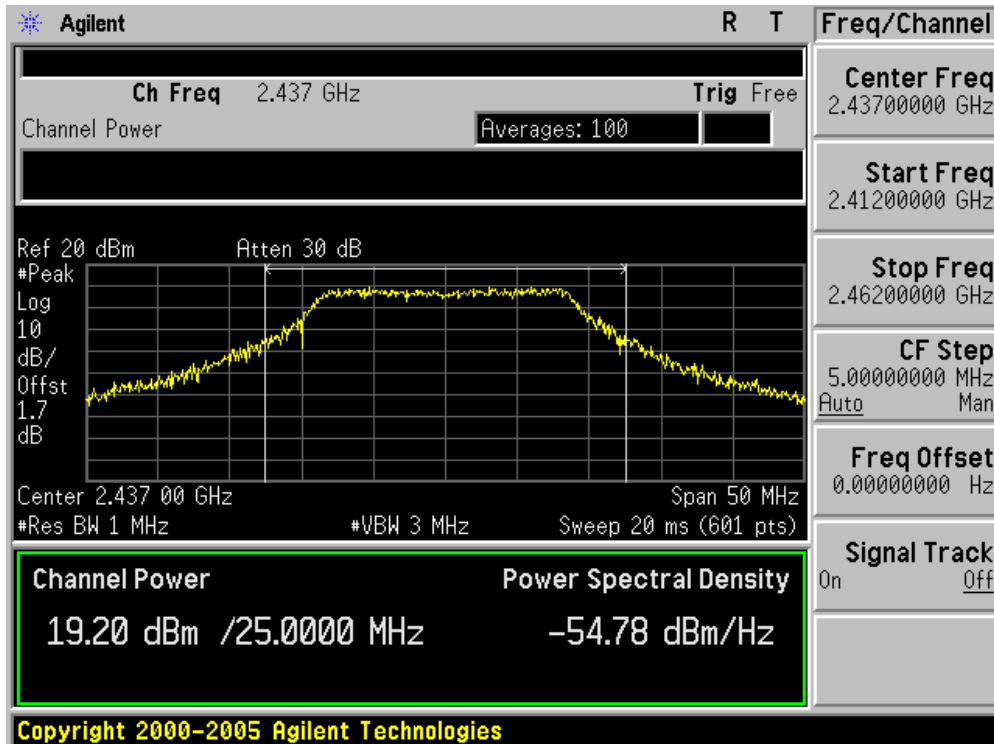 Agilent R T
Freq/Channel
Ch Freq 2.437 GHz Trig Free
Channel Power Averages: 100
Ref 20 dBm Atten 30 dB
#Peak
Log
10
dB/
Offst
1.7
dB
Center 2.437 00 GHz Span 50 MHz
#Res BW 1 MHz #VBW 3 MHz Sweep 20 ms (601 pts)
Channel Power Power Spectral Density
19.20 dBm /25.0000 MHz -54.78 dBm/Hz
Center Freq
2.43700000 GHz
Start Freq
2.41200000 GHz
Stop Freq
2.46200000 GHz
CF Step
5.00000000 MHz
Auto Man
Freq Offset
0.00000000 Hz
Signal Track
On Off
Copyright 2000-2005 Agilent Technologies